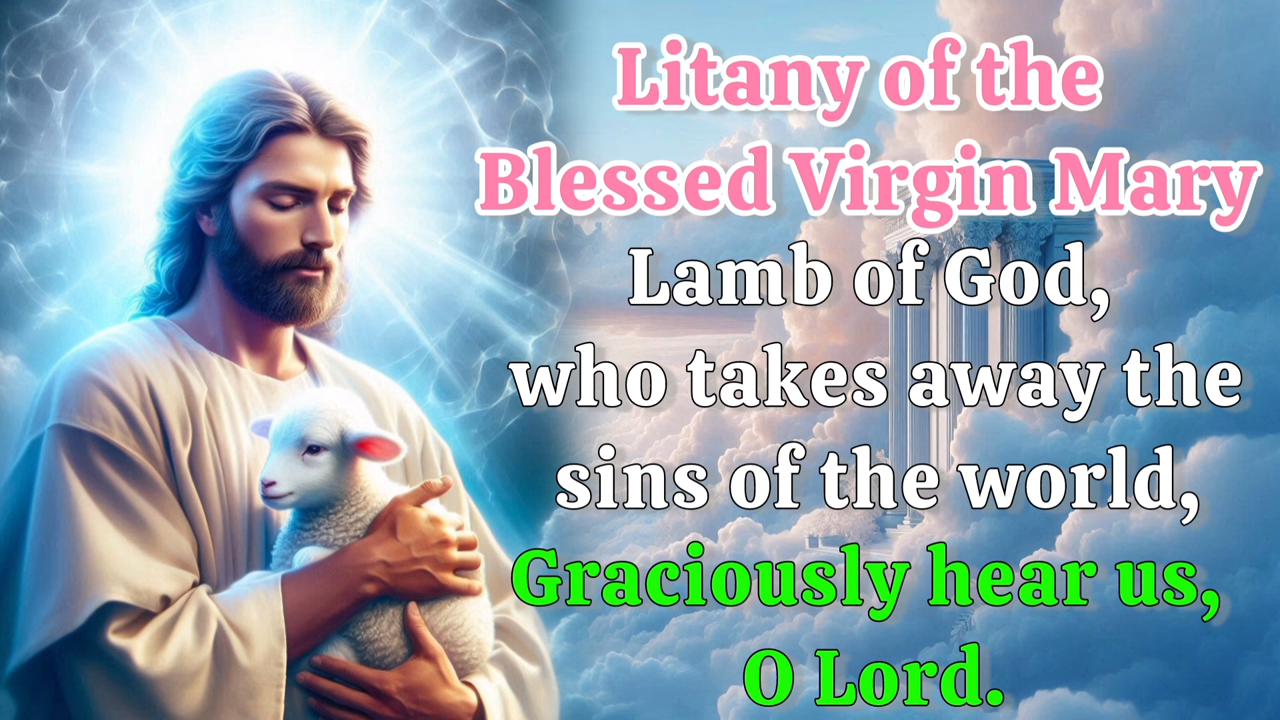 Litany of the
Blessed Virgin Mary
Lamb of God,
who takes away the
sins of the world,
Graciously hear us,
O Lord.